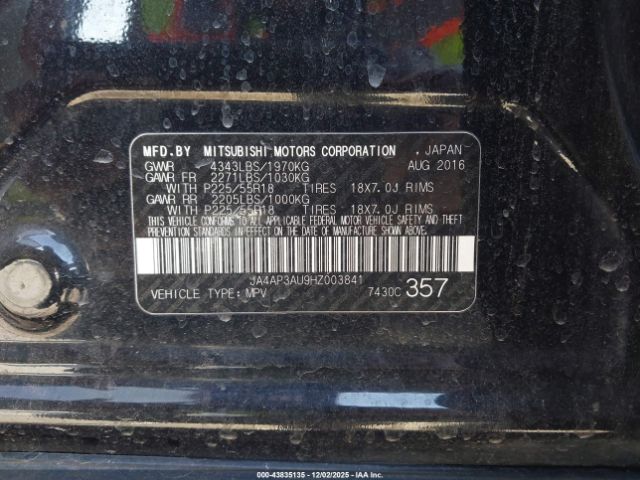 MFD.BY MITSUBISHI MOTORS CORPORATION . JAPAN
GVWR 4343LBS/1970KG AUG 2016
GAWR FR 2271LBS/1030KG
WITH P225/55R18 TIRES 18X7.0J RIMS
GAWR RR 2205LBS/1000KG
WITH P225/55R18 TIRES 18X7.0J RIMS
THIS VEHICLE CONFORMS TO ALL APPLICABLE FEDERAL MOTOR VEHICLE SAFETY AND THEFT
PREVENTION STANDARDS IN EFFECT ON THE DATE OF MANUFACTURE SHOWN ABOVE.
JA4AP3AU9HZ003841
VEHICLE TYPE: MPV 7430C 357
000-43835135 - 12/02/2025 - IAA Inc.